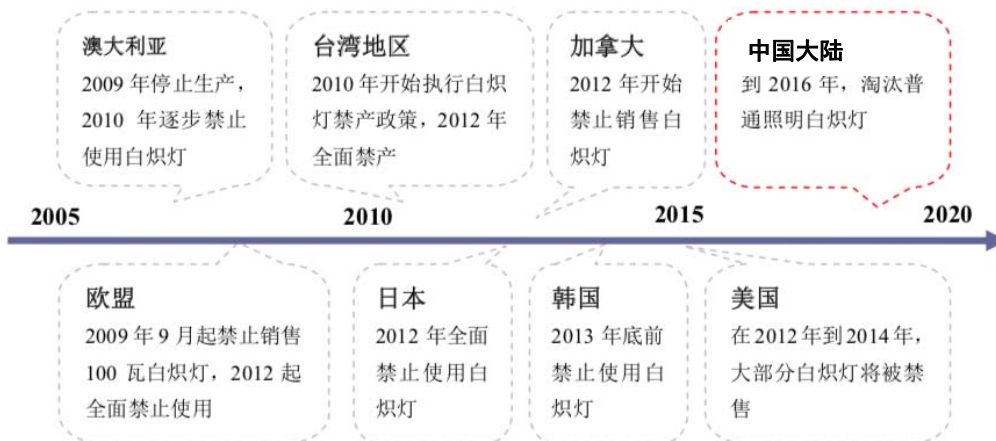 澳大利亚
2009 年停止生产，
2010 年逐步禁止
使用白炽灯
台湾地区
2010 年开始执行白炽
灯禁产政策，2012 年
全面禁产
加拿大
2012 年开始
禁止销售白
炽灯
中国大陆
到 2016 年，淘汰普
通照明白炽灯
2005
2010
2015
2020
欧盟
2009 年 9 月起禁止销售
100 瓦白炽灯，2012 起
全面禁止使用
日本
2012 年全面
禁止使用白
炽灯
韩国
2013 年底前
禁止使用白
炽灯
美国
在 2012 年到 2014 年，
大部分白炽灯将被禁
售